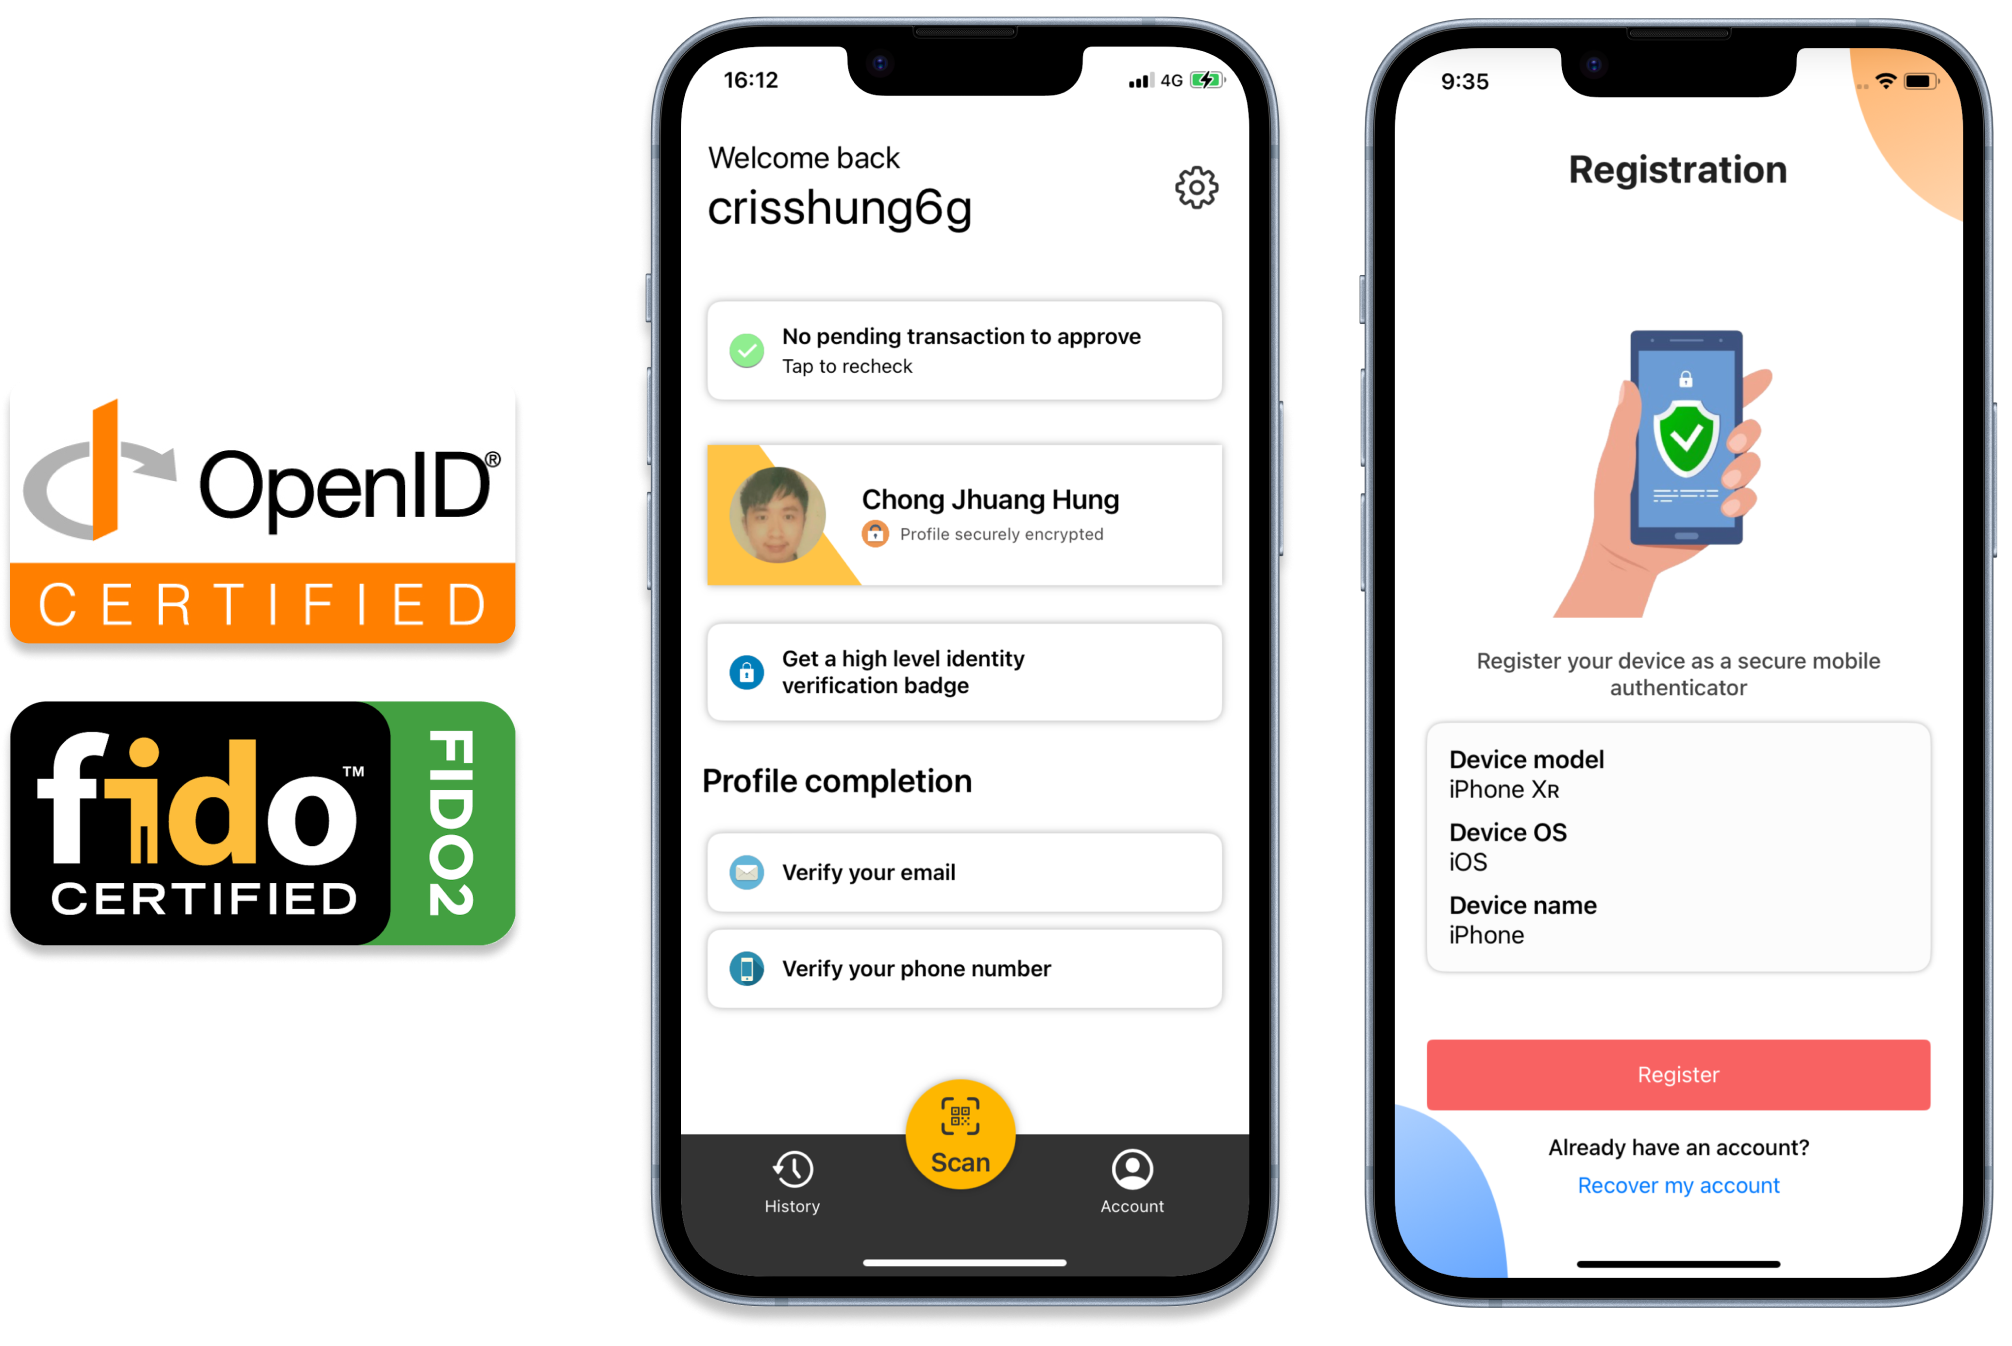 OpenID®
CERTIFIED
fido™
CERTIFIED
FIDO2
16:12
4G
Welcome back
crisshung6g
No pending transaction to approve
Tap to recheck
Chong Jhuang Hung
Profile securely encrypted
Get a high level identity
verification badge
Profile completion
Verify your email
Verify your phone number
Scan
History
Account
9:35
Registration
Register your device as a secure mobile
authenticator
Device model
iPhone XR
Device OS
iOS
Device name
iPhone
Register
Already have an account?
Recover my account